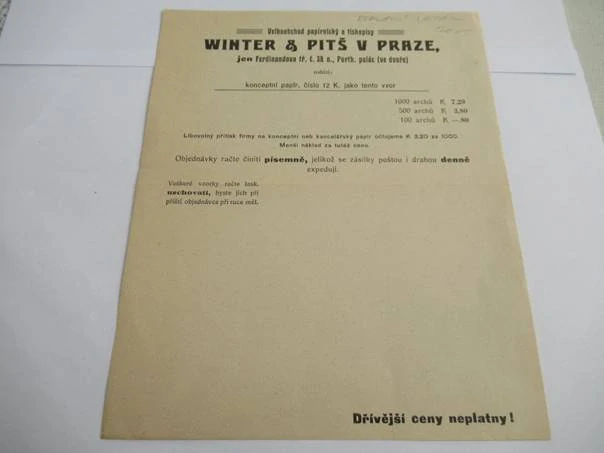 Velkoobchod papírnický a tiskopisy
WINTER & PITŠ V PRAZE,
jen Ferdinandova tř. č. 38 n., Porth. palác (ve dvoře)
nabízí:
konceptní papír, číslo 12 K. jako tento vzor
1000 archů K 7,20
500 archů K 3,80
100 archů K —.80
Libovolný přitisk firmy na konceptní neb kancelářský papír účtujeme K 3,20 za 1000.
Menší náklad za tutéž cenu.
Objednávky račte činiti písemně, jelikož se zásilky poštou i drahou denně
expedují.
Veškeré vzorky račte lask.
uschovati, byste jich při
příští objednávce při ruce měl.
Dřívější ceny neplatny!